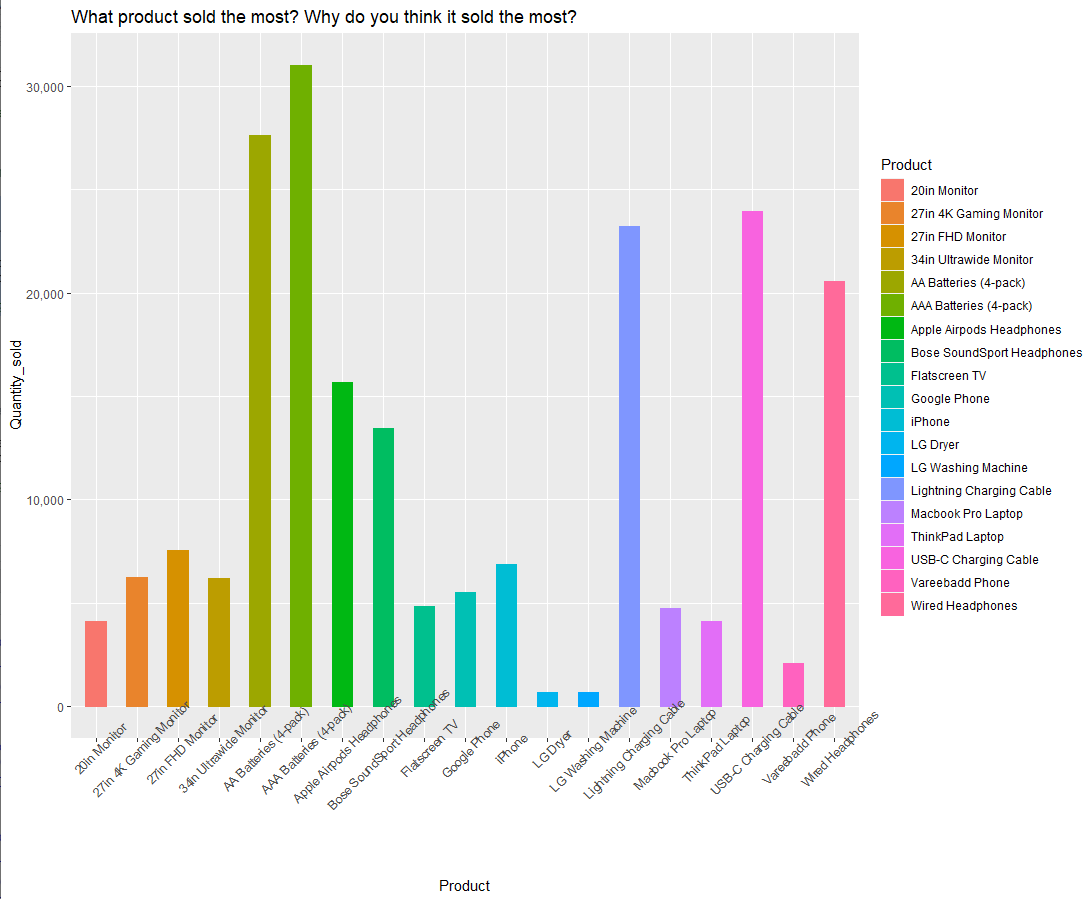 What product sold the most? Why do you think it sold the most?
30,000
20,000
10,000
0
Quantity_sold
20in Monitor
27in 4K Gaming Monitor
27in FHD Monitor
34in Ultrawide Monitor
AA Batteries (4-pack)
AAA Batteries (4-pack)
Apple Airpods Headphones
Bose SoundSport Headphones
Flatscreen TV
Google Phone
iPhone
LG Dryer
LG Washing Machine
Lightning Charging Cable
Macbook Pro Laptop
ThinkPad Laptop
USB-C Charging Cable
Vareebadd Phone
Wired Headphones
Product
Product
20in Monitor
27in 4K Gaming Monitor
27in FHD Monitor
34in Ultrawide Monitor
AA Batteries (4-pack)
AAA Batteries (4-pack)
Apple Airpods Headphones
Bose SoundSport Headphones
Flatscreen TV
Google Phone
iPhone
LG Dryer
LG Washing Machine
Lightning Charging Cable
Macbook Pro Laptop
ThinkPad Laptop
USB-C Charging Cable
Vareebadd Phone
Wired Headphones